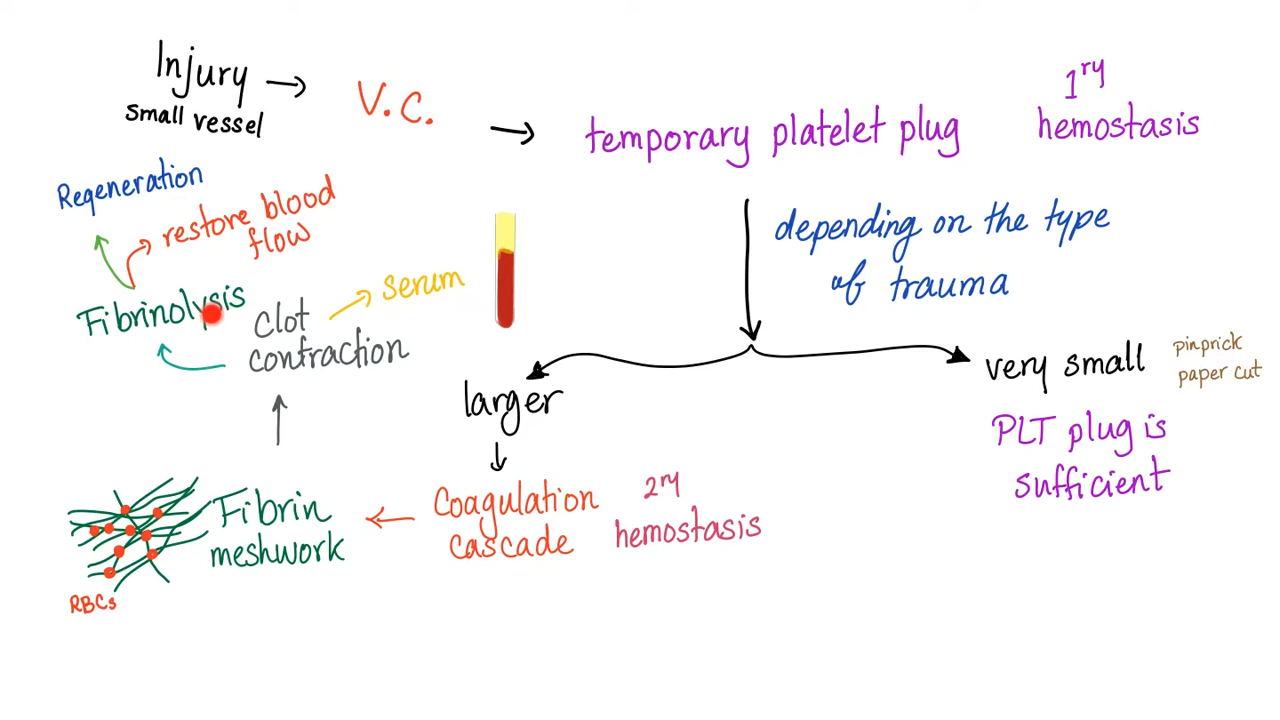 Injury →
small vessel
V.C.
→
temporary platelet plug
1ry
hemostasis
depending on the type
of trauma
very small
pinprick
paper cut
PLT plug is
sufficient
larger
↓
Coagulation
cascade
2ry
hemostasis
←
Fibrin
meshwork
RBCs
↑
Clot
contraction
→ serum
Fibrinolysis
restore blood
flow
Regeneration